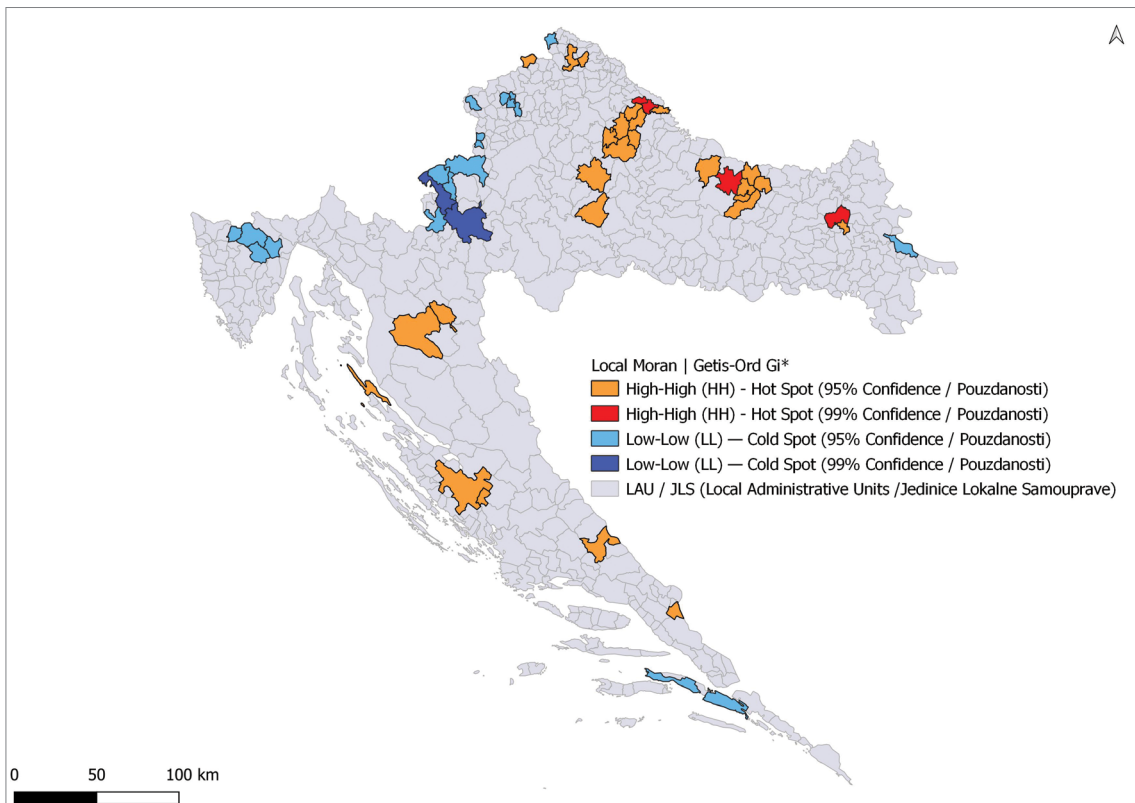 Local Moran | Getis-Ord Gi*
High-High (HH) - Hot Spot (95% Confidence / Pouzdanosti)
High-High (HH) - Hot Spot (99% Confidence / Pouzdanosti)
Low-Low (LL) — Cold Spot (95% Confidence / Pouzdanosti)
Low-Low (LL) — Cold Spot (99% Confidence / Pouzdanosti)
LAU / JLS (Local Administrative Units /Jedinice Lokalne Samouprave)
0 50 100 km